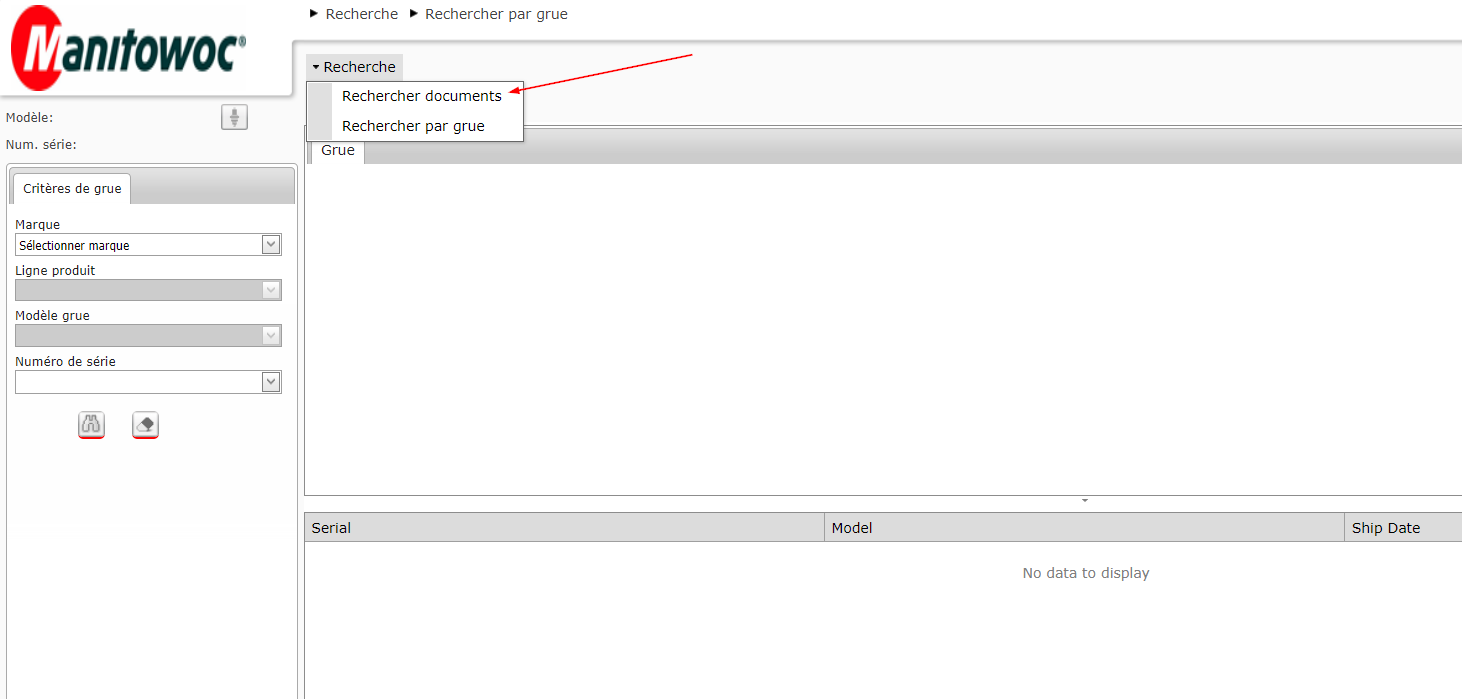 Manitowoc®
Recherche Rechercher par grue
Recherche
Rechercher documents
Rechercher par grue
Grue
Modèle:
Num. série:
Critères de grue
Marque
Sélectionner marque
Ligne produit
Modèle grue
Numéro de série
Serial Model Ship Date
No data to display